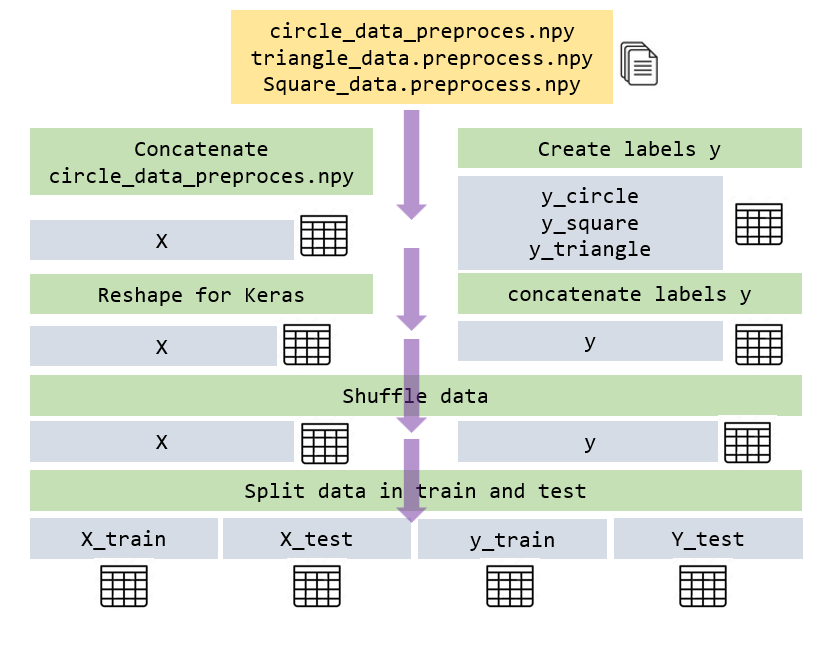 circle_data_preproces.npy
triangle_data.preprocess.npy
Square_data.preprocess.npy
Concatenate
circle_data_preproces.npy
X
Reshape for Keras
X
Create labels y
y_circle
y_square
y_triangle
concatenate labels y
y
Shuffle data
X
y
Split data in train and test
X_train
X_test
y_train
Y_test